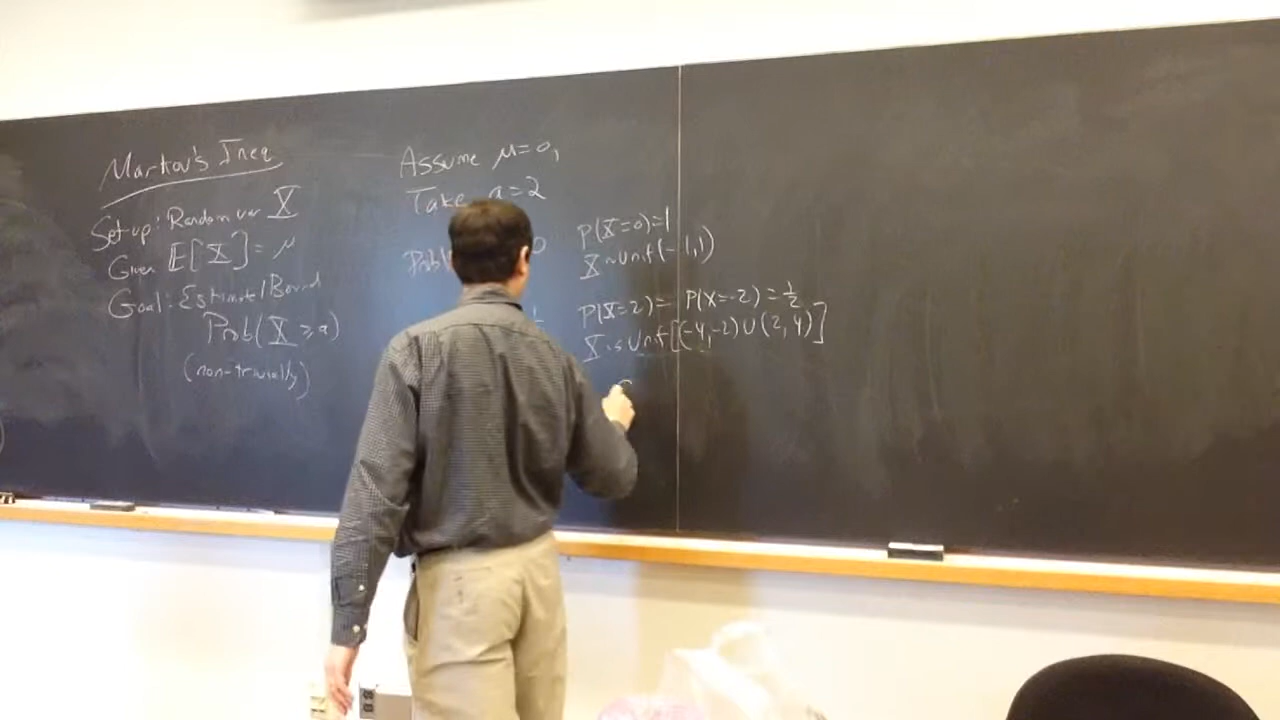 Markov's Ineq
Set up: Random var X
Given E[X] = μ
Goal: Estimate/Bound
Prob(X ≥ a)
(non-trivially)
Assume μ=0,
Take a=2
0
P(X=0)=1
X ~ unif(-1,1)
P(X=2) = P(X=-2) = 1/2
X is Unif[(-4,-2) ∪ (2,4)]